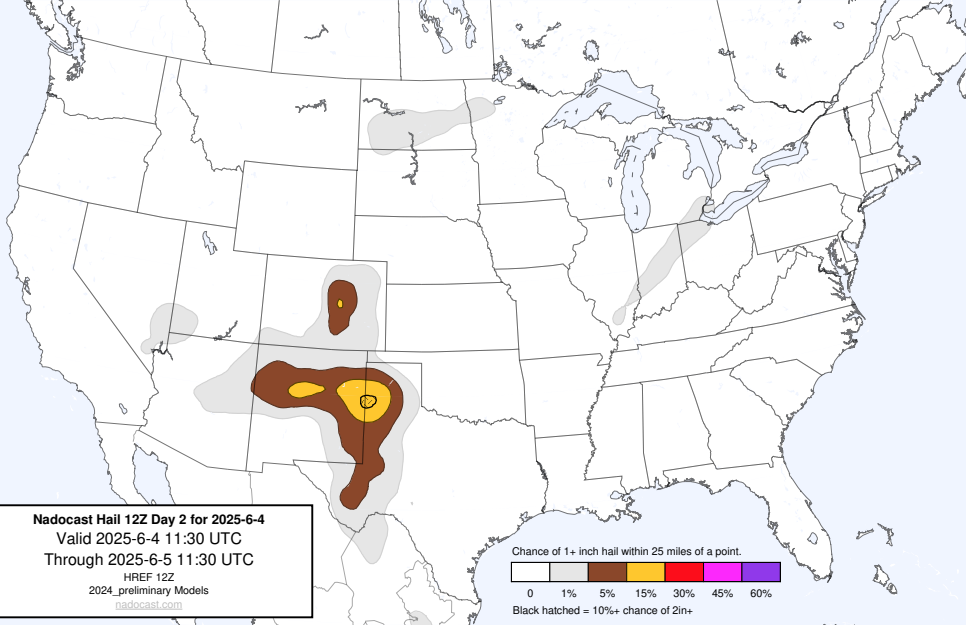 Nadocast Hail 12Z Day 2 for 2025-6-4
Valid 2025-6-4 11:30 UTC
Through 2025-6-5 11:30 UTC
HREF 12Z
2024_preliminary Models
nadocast.com
Chance of 1+ inch hail within 25 miles of a point.
0 1% 5% 15% 30% 45% 60%
Black hatched = 10%+ chance of 2in+